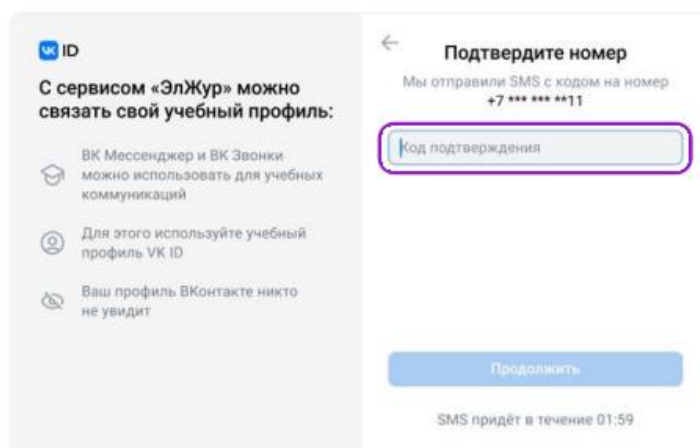 VK ID
С сервисом «ЭлЖур» можно
связать свой учебный профиль:
ВК Мессенджер и ВК Звонки
можно использовать для учебных
коммуникаций
Для этого используйте учебный
профиль VK ID
Ваш профиль ВКонтакте никто
не увидит
Подтвердите номер
Мы отправили SMS с кодом на номер
+7 *** *** **11
Код подтверждения
Продолжить
SMS придёт в течение 01:59